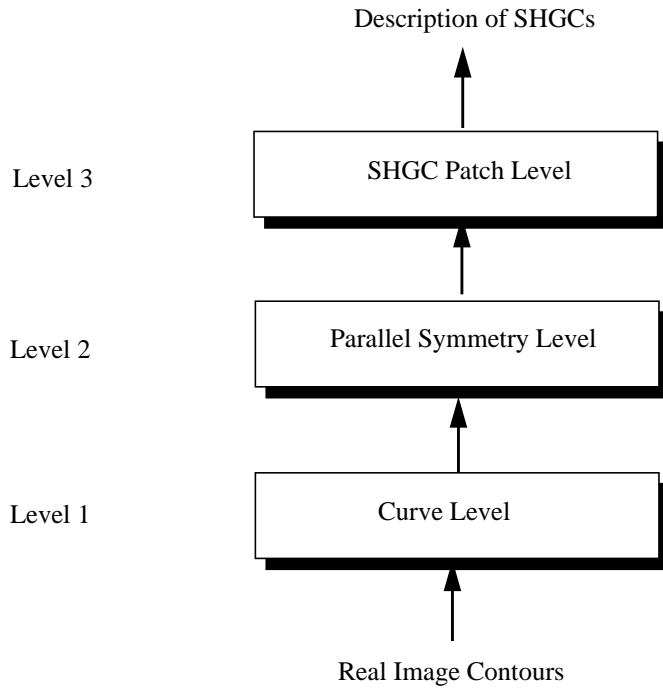 Description of SHGCs
Level 3
SHGC Patch Level
Level 2
Parallel Symmetry Level
Level 1
Curve Level
Real Image Contours